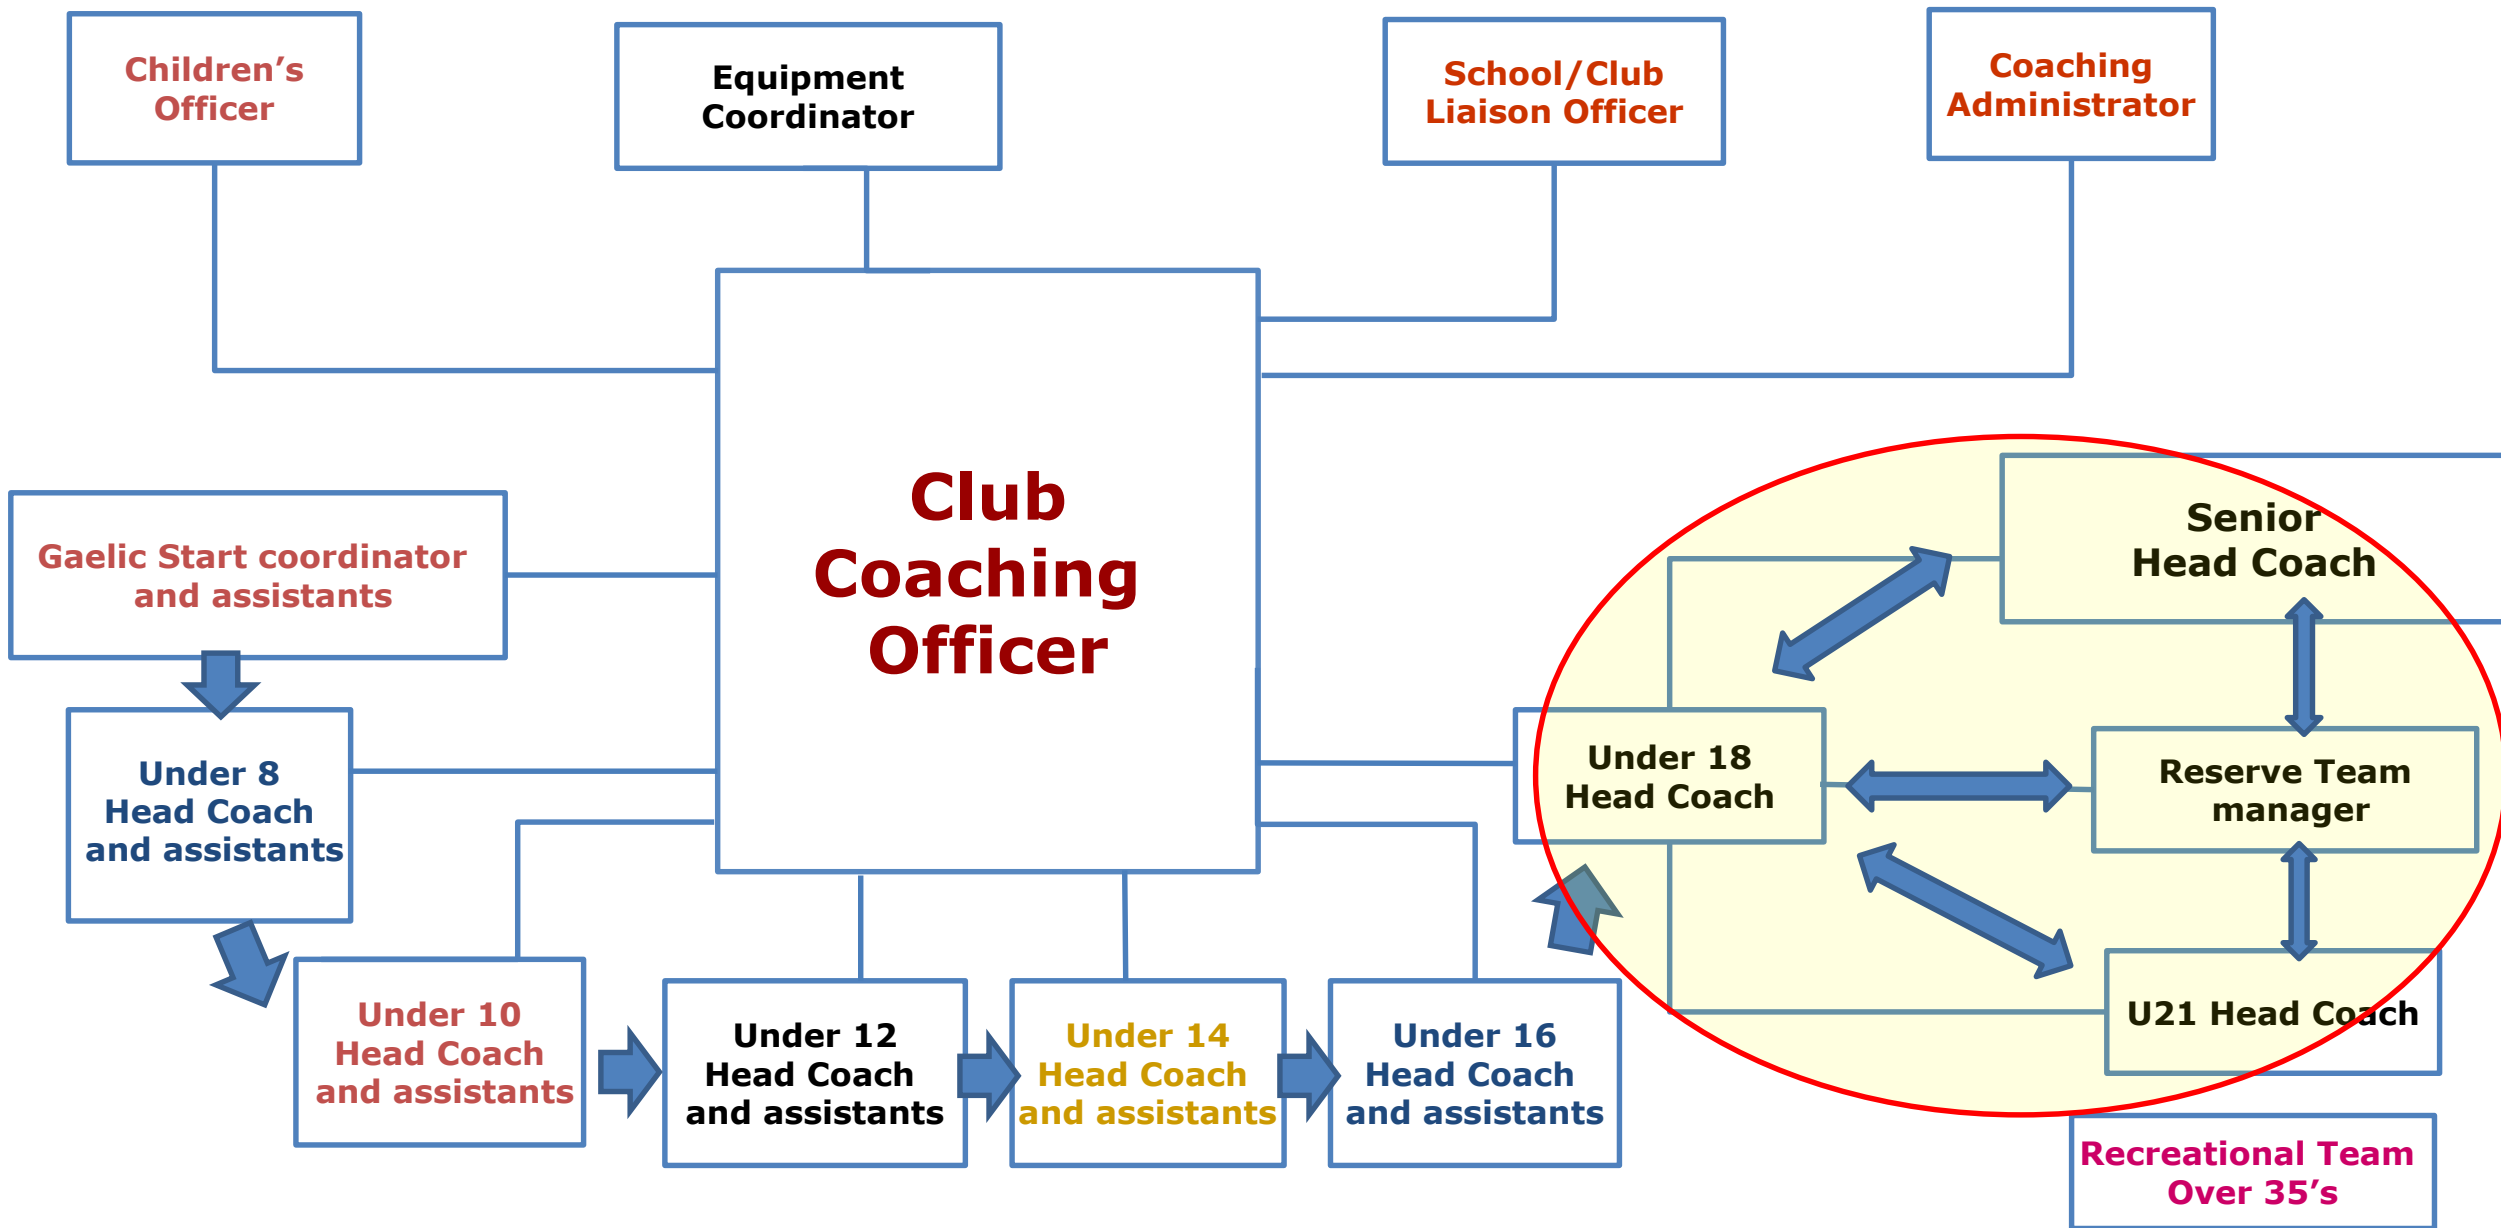 Children’s
Officer
Equipment
Coordinator
School/Club
Liaison Officer
Coaching
Administrator
Club
Coaching
Officer
Gaelic Start coordinator
and assistants
Senior
Head Coach
Under 8
Head Coach
and assistants
Under 18
Head Coach
Reserve Team
manager
Under 10
Head Coach
and assistants
Under 12
Head Coach
and assistants
Under 14
Head Coach
and assistants
Under 16
Head Coach
and assistants
U21 Head Coach
Recreational Team
Over 35’s